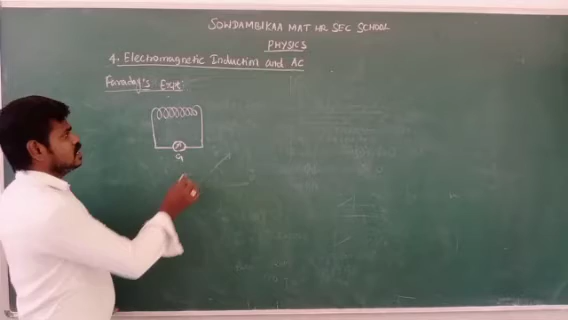 SOWDAMBIKAA MAT HR SEC SCHOOL
PHYSICS
4. Electromagnetic Induction and AC
Faraday's Expt:
G